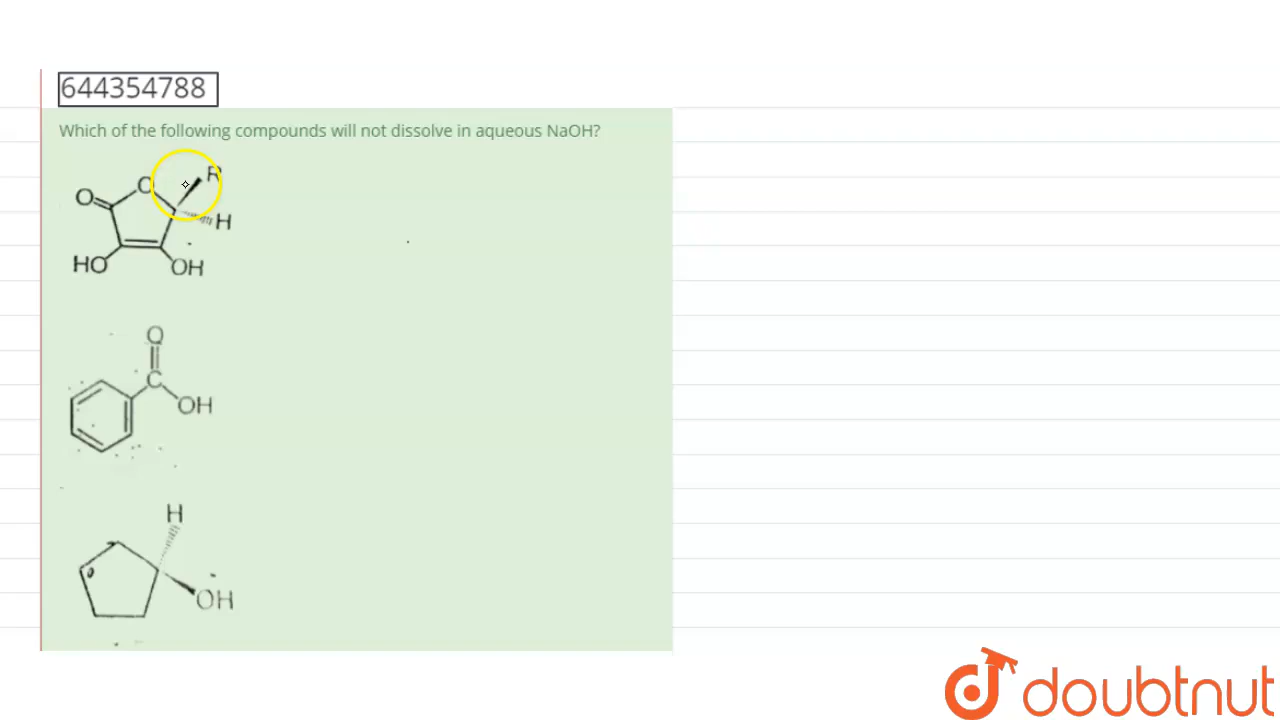 644354788
Which of the following compounds will not dissolve in aqueous NaOH?
R
O
O
H
HO
OH
O
C
OH
H
OH
doubtnut